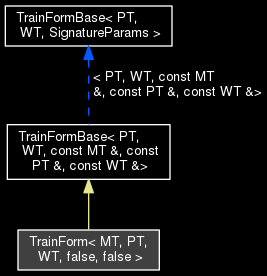 TrainFormBase< PT,
WT, SignatureParams >
< PT, WT, const MT
&, const PT &, const WT &>
TrainFormBase< PT,
WT, const MT &, const
PT &, const WT &>
TrainForm< MT, PT,
WT, false, false >